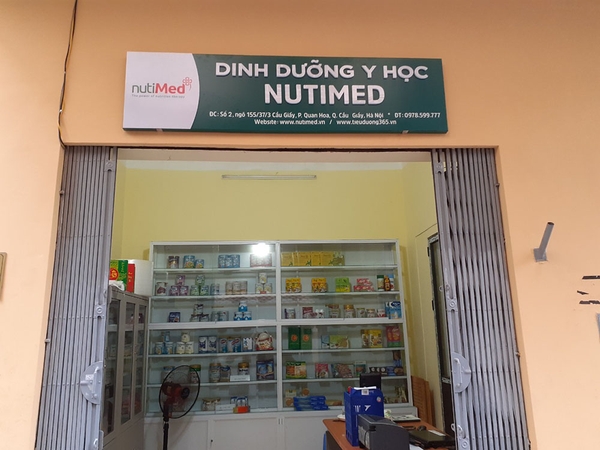 nutiMed
DINH DƯỠNG Y HỌC
NUTIMED
ĐC: Số 2, ngõ 155/37/3 Cầu Giấy, P. Quan Hoa, Q. Cầu Giấy, Hà Nội * ĐT: 0978.599.777
Website: www.nutimed.vn / www.tieuduong365.vn